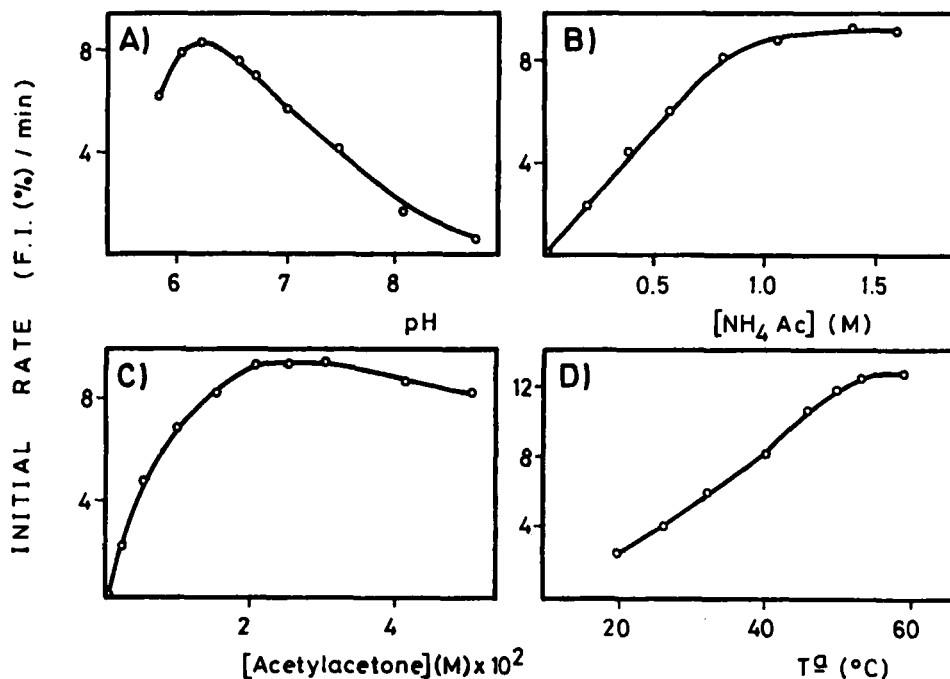 INITIAL RATE (F.I. (%) / min)
A)
8
4
6 7 8
pH
B)
8
4
0.5 1.0 1.5
[NH₄ Ac] (M)
C)
8
4
2 4
[Acetylacetone](M)x10²
D)
12
8
4
20 40 60
Tª (°C)